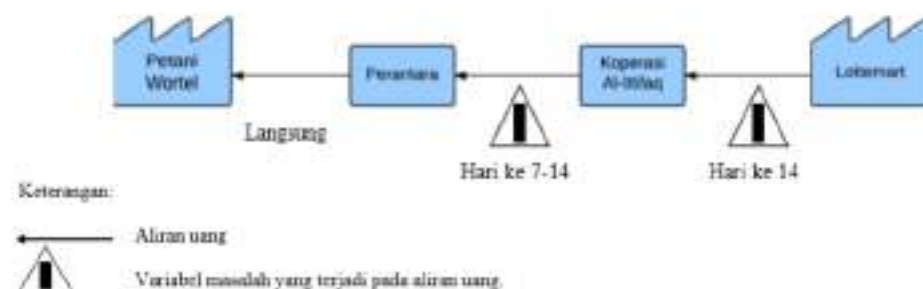 Petani
Wortel
Perantara
Koperasi
Al-Ittifaq
Lottemart
Langsung
Hari ke 7-14
Hari ke 14
Keterangan:
Aliran uang
Variabel masalah yang terjadi pada aliran uang.